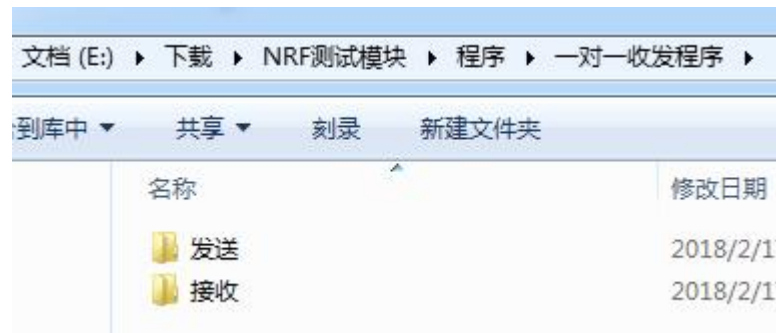 文档 (E:) ▸ 下载 ▸ NRF测试模块 ▸ 程序 ▸ 一对一收发程序 ▸
到库中 ▾ 共享 ▾ 刻录 新建文件夹
名称 修改日期
发送 2018/2/1
接收 2018/2/1